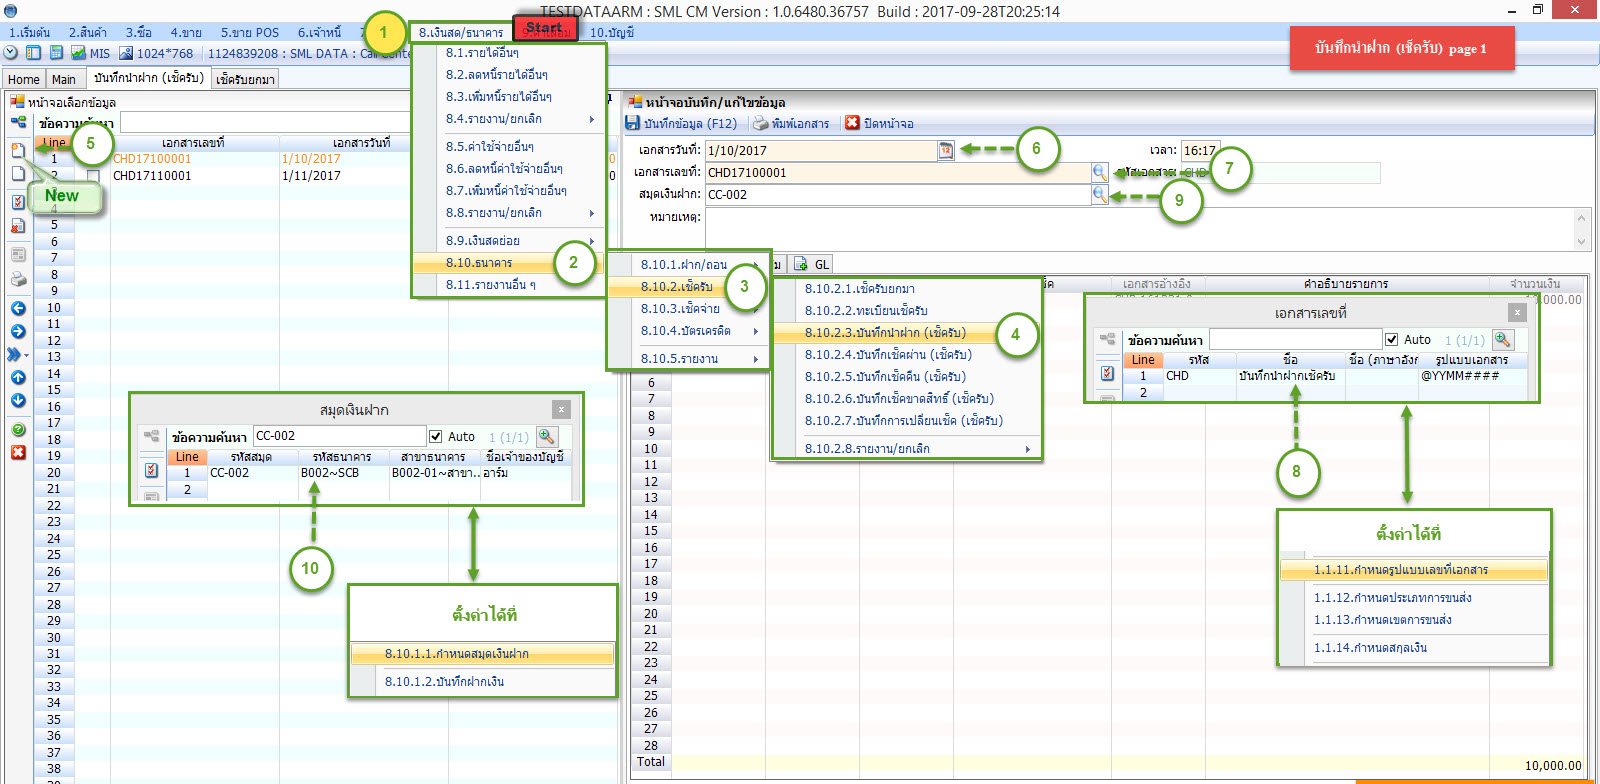 TESTDATAARM : SML CM Version : 1.0.6480.36757 Build : 2017-09-28T20:25:14
1.เริ่มต้น 2.สินค้า 3.ซื้อ 4.ขาย 5.ขาย POS 6.เจ้าหนี้ 1 8.เงินสด/ธนาคาร Start 10.บัญชี
บันทึกนำฝาก (เช็ครับ) page 1
MIS 1024*768 1124839208 : SML DATA : Call Center
Home Main บันทึกนำฝาก (เช็ครับ) เช็ครับยกมา
8.1.รายได้อื่นๆ
8.2.ลดหนี้รายได้อื่นๆ
8.3.เพิ่มหนี้รายได้อื่นๆ
8.4.รายงาน/ยกเลิก
8.5.ค่าใช้จ่ายอื่นๆ
8.6.ลดหนี้ค่าใช้จ่ายอื่นๆ
8.7.เพิ่มหนี้ค่าใช้จ่ายอื่นๆ
8.8.รายงาน/ยกเลิก
8.9.เงินสดย่อย
8.10.ธนาคาร 2
8.11.รายงานอื่น ๆ
หน้าจอเลือกข้อมูล
ข้อความค้นหา
Line เอกสารเลขที่ เอกสารวันที่
5
1 CHD17100001 1/10/2017
2 CHD17110001 1/11/2017
New
หน้าจอบันทึก/แก้ไขข้อมูล
บันทึกข้อมูล (F12) พิมพ์เอกสาร ปิดหน้าจอ
เอกสารวันที่: 1/10/2017 6 เวลา: 16:17
เอกสารเลขที่: CHD17100001 รหัสเอกสาร: CHD 7
สมุดเงินฝาก: CC-002 9
หมายเหตุ:
GL
8.10.1.ฝาก/ถอน
8.10.2.เช็ครับ 3
8.10.3.เช็คจ่าย
8.10.4.บัตรเครดิต
8.10.5.รายงาน
8.10.2.1.เช็ครับยกมา
8.10.2.2.ทะเบียนเช็ครับ
8.10.2.3.บันทึกนำฝาก (เช็ครับ) 4
8.10.2.4.บันทึกเช็คผ่าน (เช็ครับ)
8.10.2.5.บันทึกเช็คคืน (เช็ครับ)
8.10.2.6.บันทึกเช็คขาดสิทธิ์ (เช็ครับ)
8.10.2.7.บันทึกการเปลี่ยนเช็ค (เช็ครับ)
8.10.2.8.รายงาน/ยกเลิก
เอกสารอ้างอิง คำอธิบายรายการ จำนวนเงิน
เอกสารเลขที่ x
ข้อความค้นหา Auto 1 (1/1)
Line รหัส ชื่อ ชื่อ (ภาษาอังก รูปแบบเอกสาร
1 CHD บันทึกนำฝากเช็ครับ @YYMM####
2
8
ตั้งค่าได้ที่
1.1.11.กำหนดรูปแบบเลขที่เอกสาร
1.1.12.กำหนดประเภทการขนส่ง
1.1.13.กำหนดเขตการขนส่ง
1.1.14.กำหนดสกุลเงิน
สมุดเงินฝาก x
ข้อความค้นหา CC-002 Auto 1 (1/1)
Line รหัสสมุด รหัสธนาคาร สาขาธนาคาร ชื่อเจ้าของบัญชี
1 CC-002 B002~SCB B002-01~สาขา.. อาร์ม
2
10
ตั้งค่าได้ที่
8.10.1.1.กำหนดสมุดเงินฝาก
8.10.1.2.บันทึกฝากเงิน
4
5
6
7
8
9
10
11
12
13
14
15
16
17
18
19
20
21
22
23
24
25
26
27
28
29
30
31
32
33
34
35
36
37
38
6
7
8
9
10
11
12
13
14
15
16
17
18
19
20
21
22
23
24
25
26
27
28
Total 10,000.00